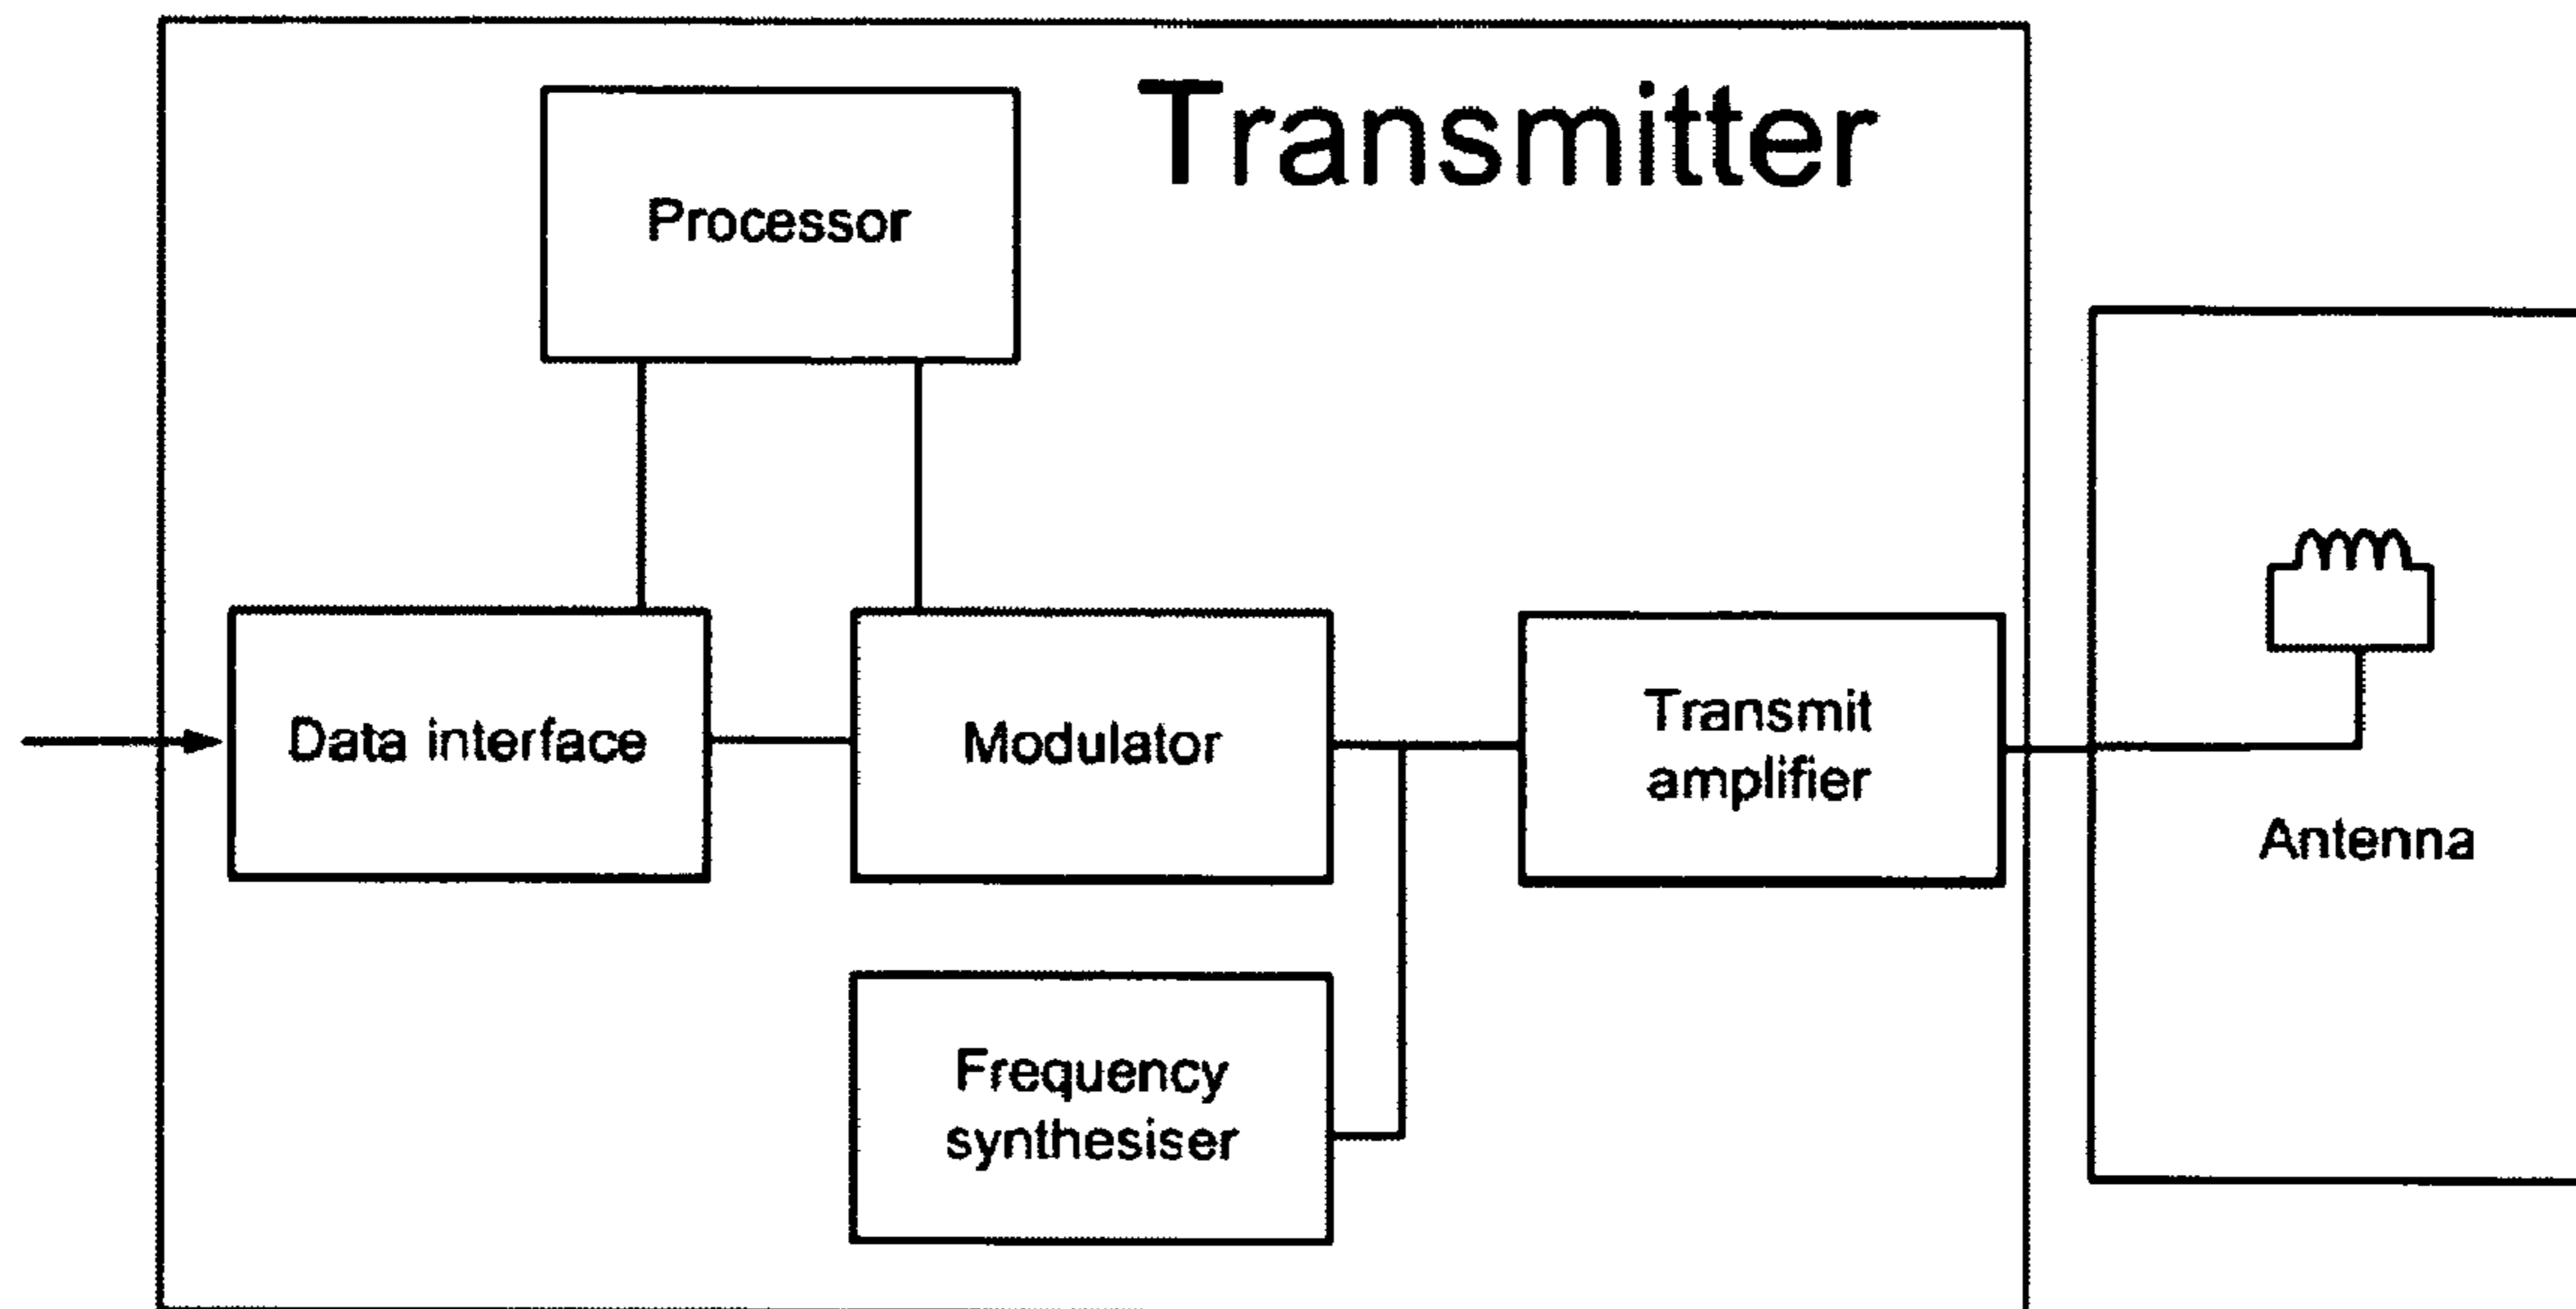 Transmitter
Processor
Data interface
Modulator
Transmit
amplifier
Antenna
Frequency
synthesiser